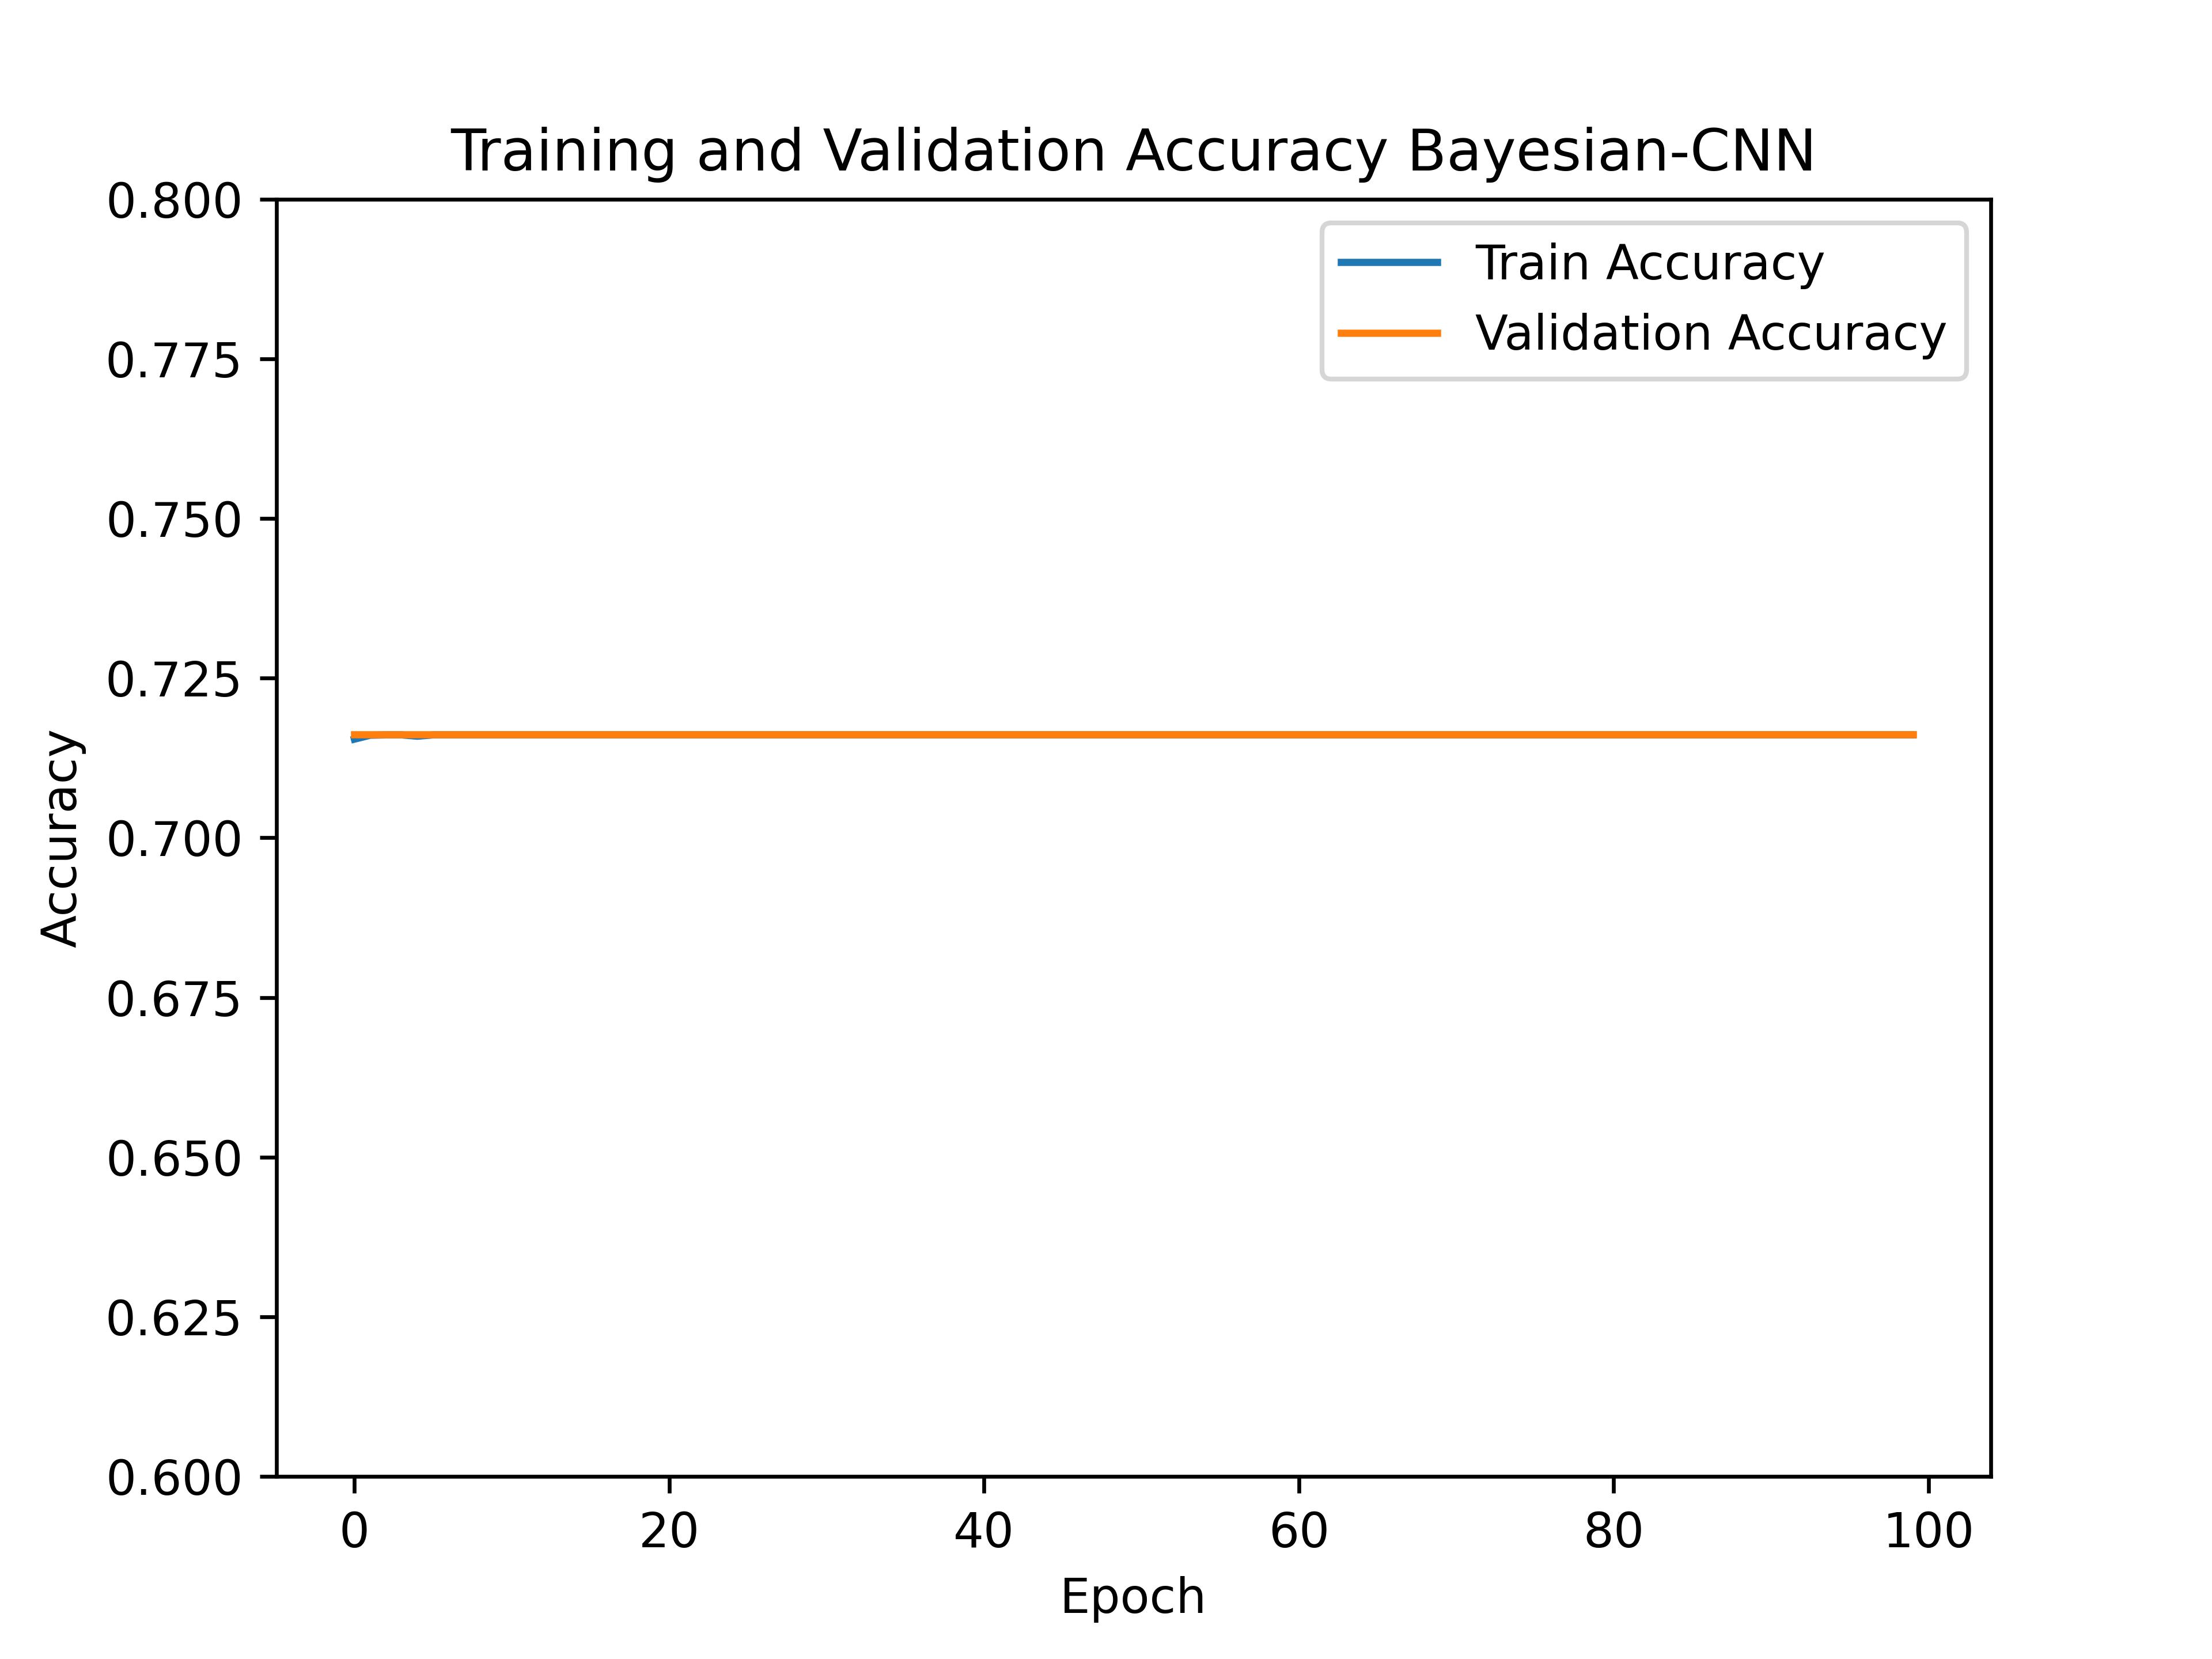 Training and Validation Accuracy Bayesian-CNN
Train Accuracy
Validation Accuracy
0.800
0.775
0.750
0.725
0.700
0.675
0.650
0.625
0.600
Accuracy
0 20 40 60 80 100
Epoch